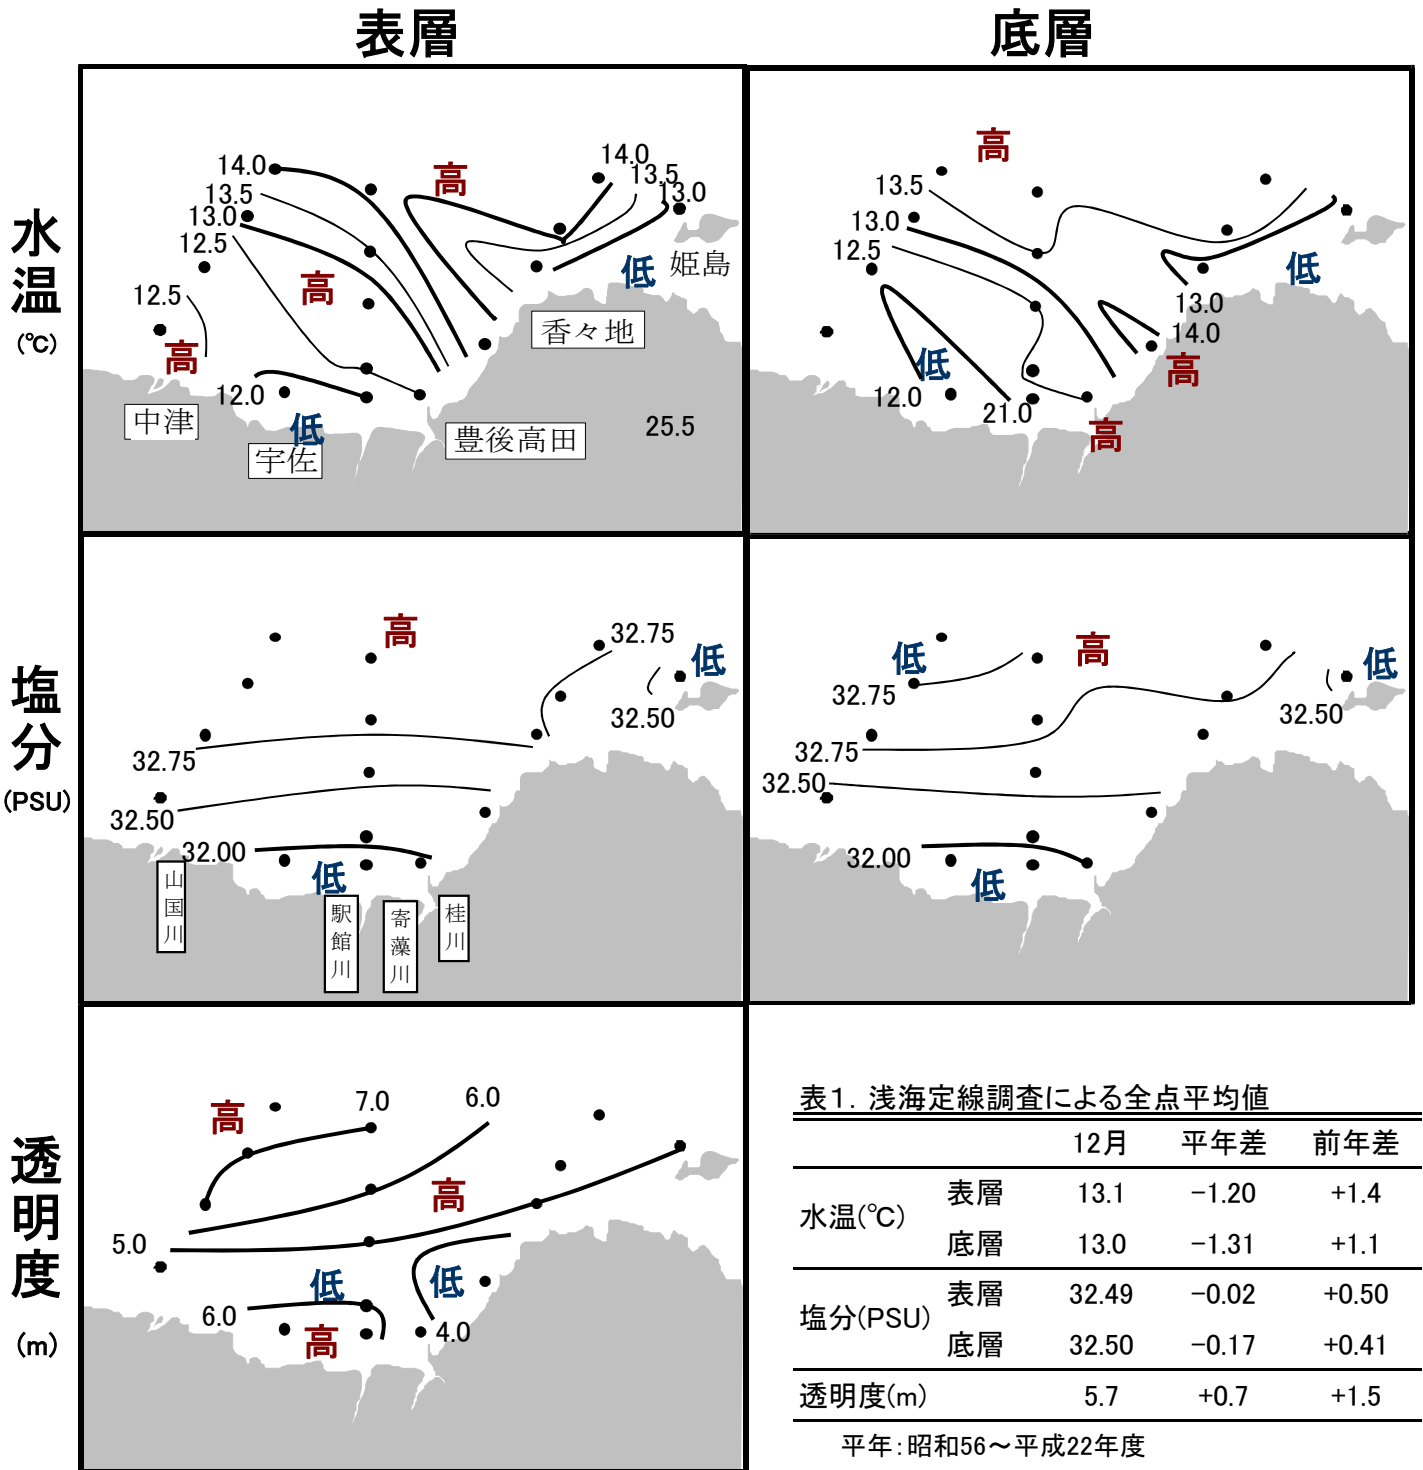 表層
底層
水温
(℃)
14.0
13.5
13.0
12.5
12.5
高
14.0
13.5
13.0
高
低
姫島
高
12.0
低
香々地
中津
宇佐
豊後高田
25.5
高
13.5
13.0
12.5
低
13.0
14.0
高
低
12.0
21.0
高
塩分
(PSU)
高
32.75
低
32.50
32.75
32.50
32.00
低
山国川
駅館川
寄藻川
桂川
高
低
低
32.75
32.50
32.75
32.50
32.00
低
透明度
(m)
高
7.0
6.0
高
5.0
低
低
6.0
高
4.0
表1. 浅海定線調査による全点平均値
12月 平年差 前年差
水温(℃) 表層 13.1 -1.20 +1.4
底層 13.0 -1.31 +1.1
塩分(PSU) 表層 32.49 -0.02 +0.50
底層 32.50 -0.17 +0.41
透明度(m) 5.7 +0.7 +1.5
平年:昭和56～平成22年度